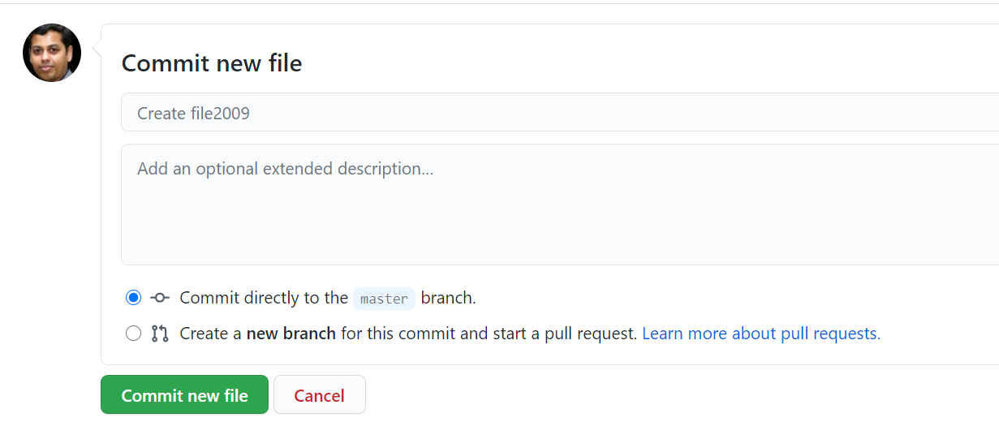 Commit new file
Create file2009
Add an optional extended description...
Commit directly to the master branch.
Create a new branch for this commit and start a pull request. Learn more about pull requests.
Commit new file
Cancel